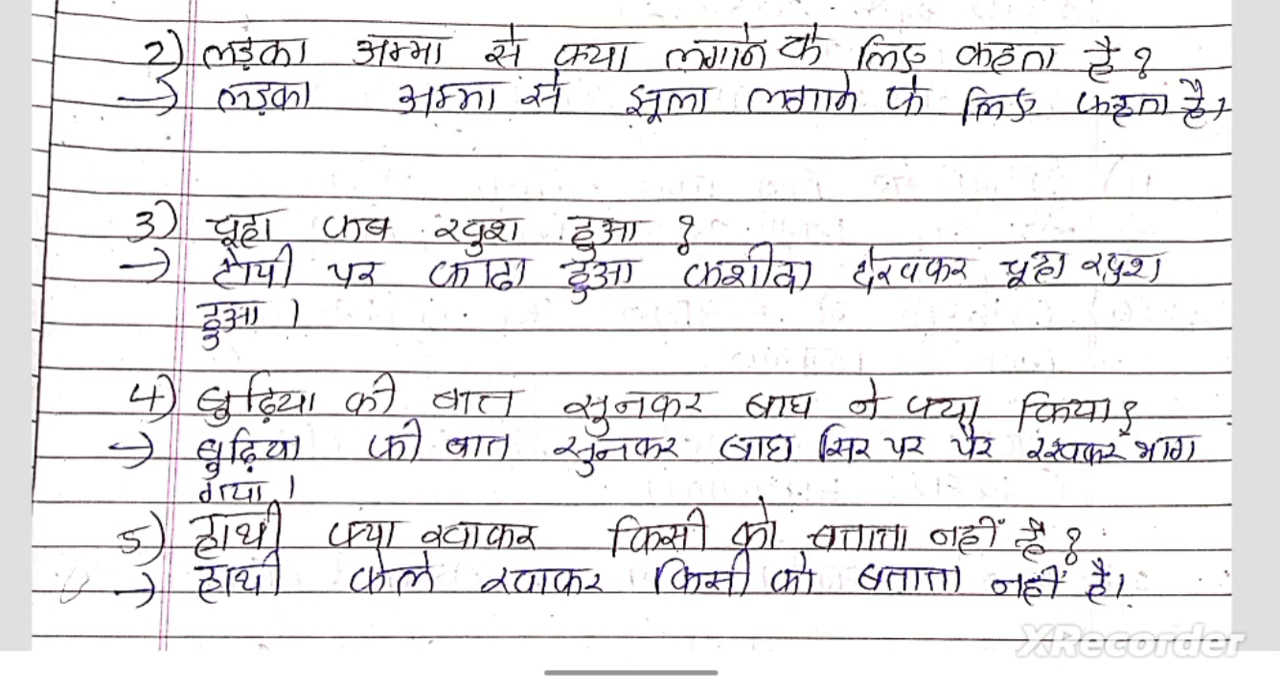 2) लड़का अम्मा से क्या लगाने के लिए कहता है ?
→ लड़का अम्मा से झूला लगाने के लिए कहता है।
3) चूहा कब खुश हुआ ?
→ टोपी पर काढा हुआ कशीदा देखकर चूहा खुश
हुआ ।
4) बुढ़िया की बात सुनकर बाघ ने क्या किया ?
→ बुढ़िया की बात सुनकर बाघ सिर पर पैर रखकर भाग
गया ।
5) हाथी क्या खाकर किसी को बताता नहीं है ?
→ हाथी केले खाकर किसी को बताता नहीं है।
XRecorder